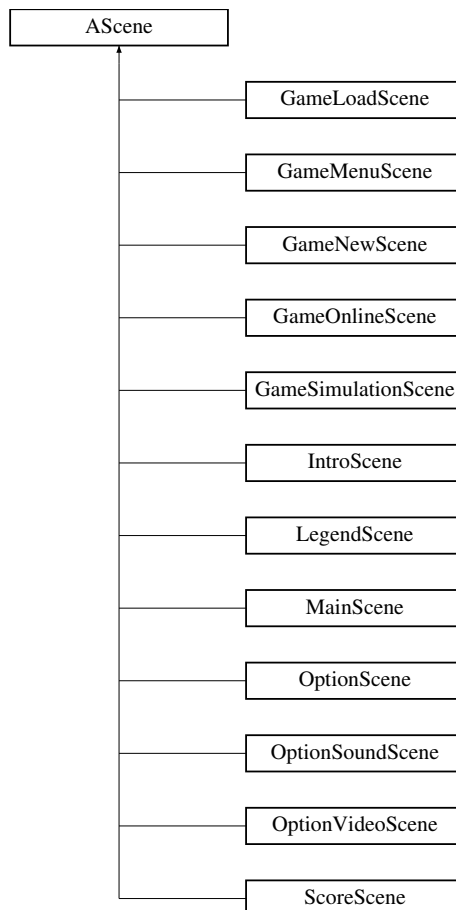 AScene
GameLoadScene
GameMenuScene
GameNewScene
GameOnlineScene
GameSimulationScene
IntroScene
LegendScene
MainScene
OptionScene
OptionSoundScene
OptionVideoScene
ScoreScene